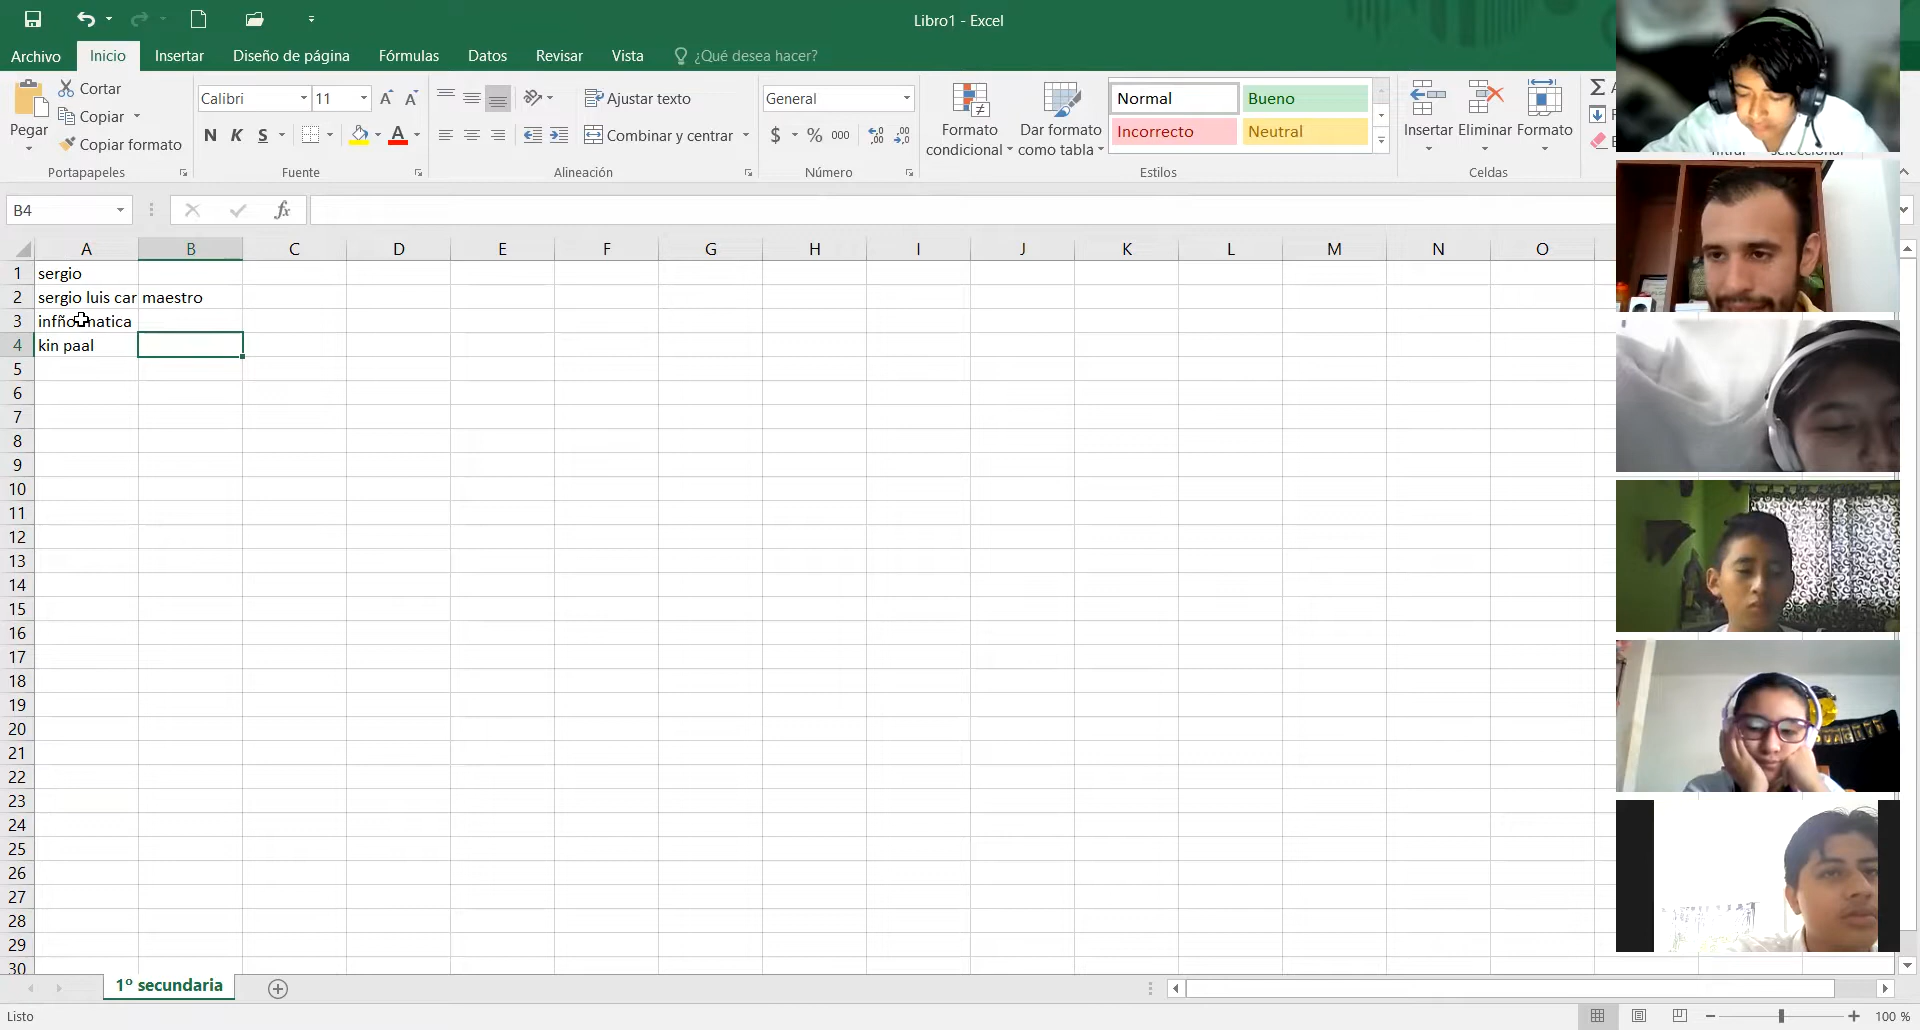 Libro1 - Excel
Archivo Inicio Insertar Diseño de página Fórmulas Datos Revisar Vista ¿Qué desea hacer?
Pegar Cortar
Copiar
Copiar formato
Portapapeles
Calibri 11
N K S
Fuente
Ajustar texto
Combinar y centrar
Alineación
General
$ % 000
Número
Formato condicional
Dar formato como tabla
Normal Bueno
Incorrecto Neutral
Estilos
Insertar Eliminar Formato
Celdas
B4 fx
A B C D E F G H I J K L M N O
1 sergio
2 sergio luis car maestro
3 infño matica
4 kin paal
5
6
7
8
9
10
11
12
13
14
15
16
17
18
19
20
21
22
23
24
25
26
27
28
29
30
1º secundaria
Listo 100 %